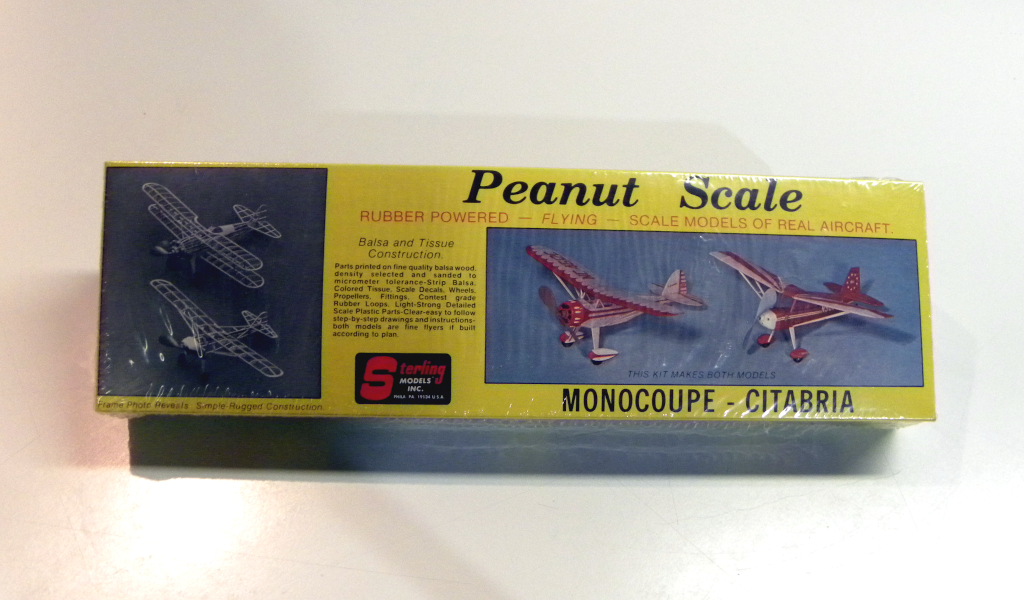 Peanut Scale
RUBBER POWERED — FLYING — SCALE MODELS OF REAL AIRCRAFT.
Balsa and Tissue
Construction.
Parts printed on fine quality balsa wood,
density selected and sanded to
micrometer tolerance-Strip Balsa.
Colored Tissue, Scale Decals, Wheels,
Propellers, Fittings. Contest grade
Rubber Loops. Light-Strong Detailed
Scale Plastic Parts-Clear-easy to follow
step-by-step drawings and instructions-
both models are fine flyers if built
according to plan.
Sterling
MODELS
INC.
PHILA. PA. 19124 U.S.A
THIS KIT MAKES BOTH MODELS
MONOCOUPE - CITABRIA
Frame Photo Reveals Simple-Rugged Construction.